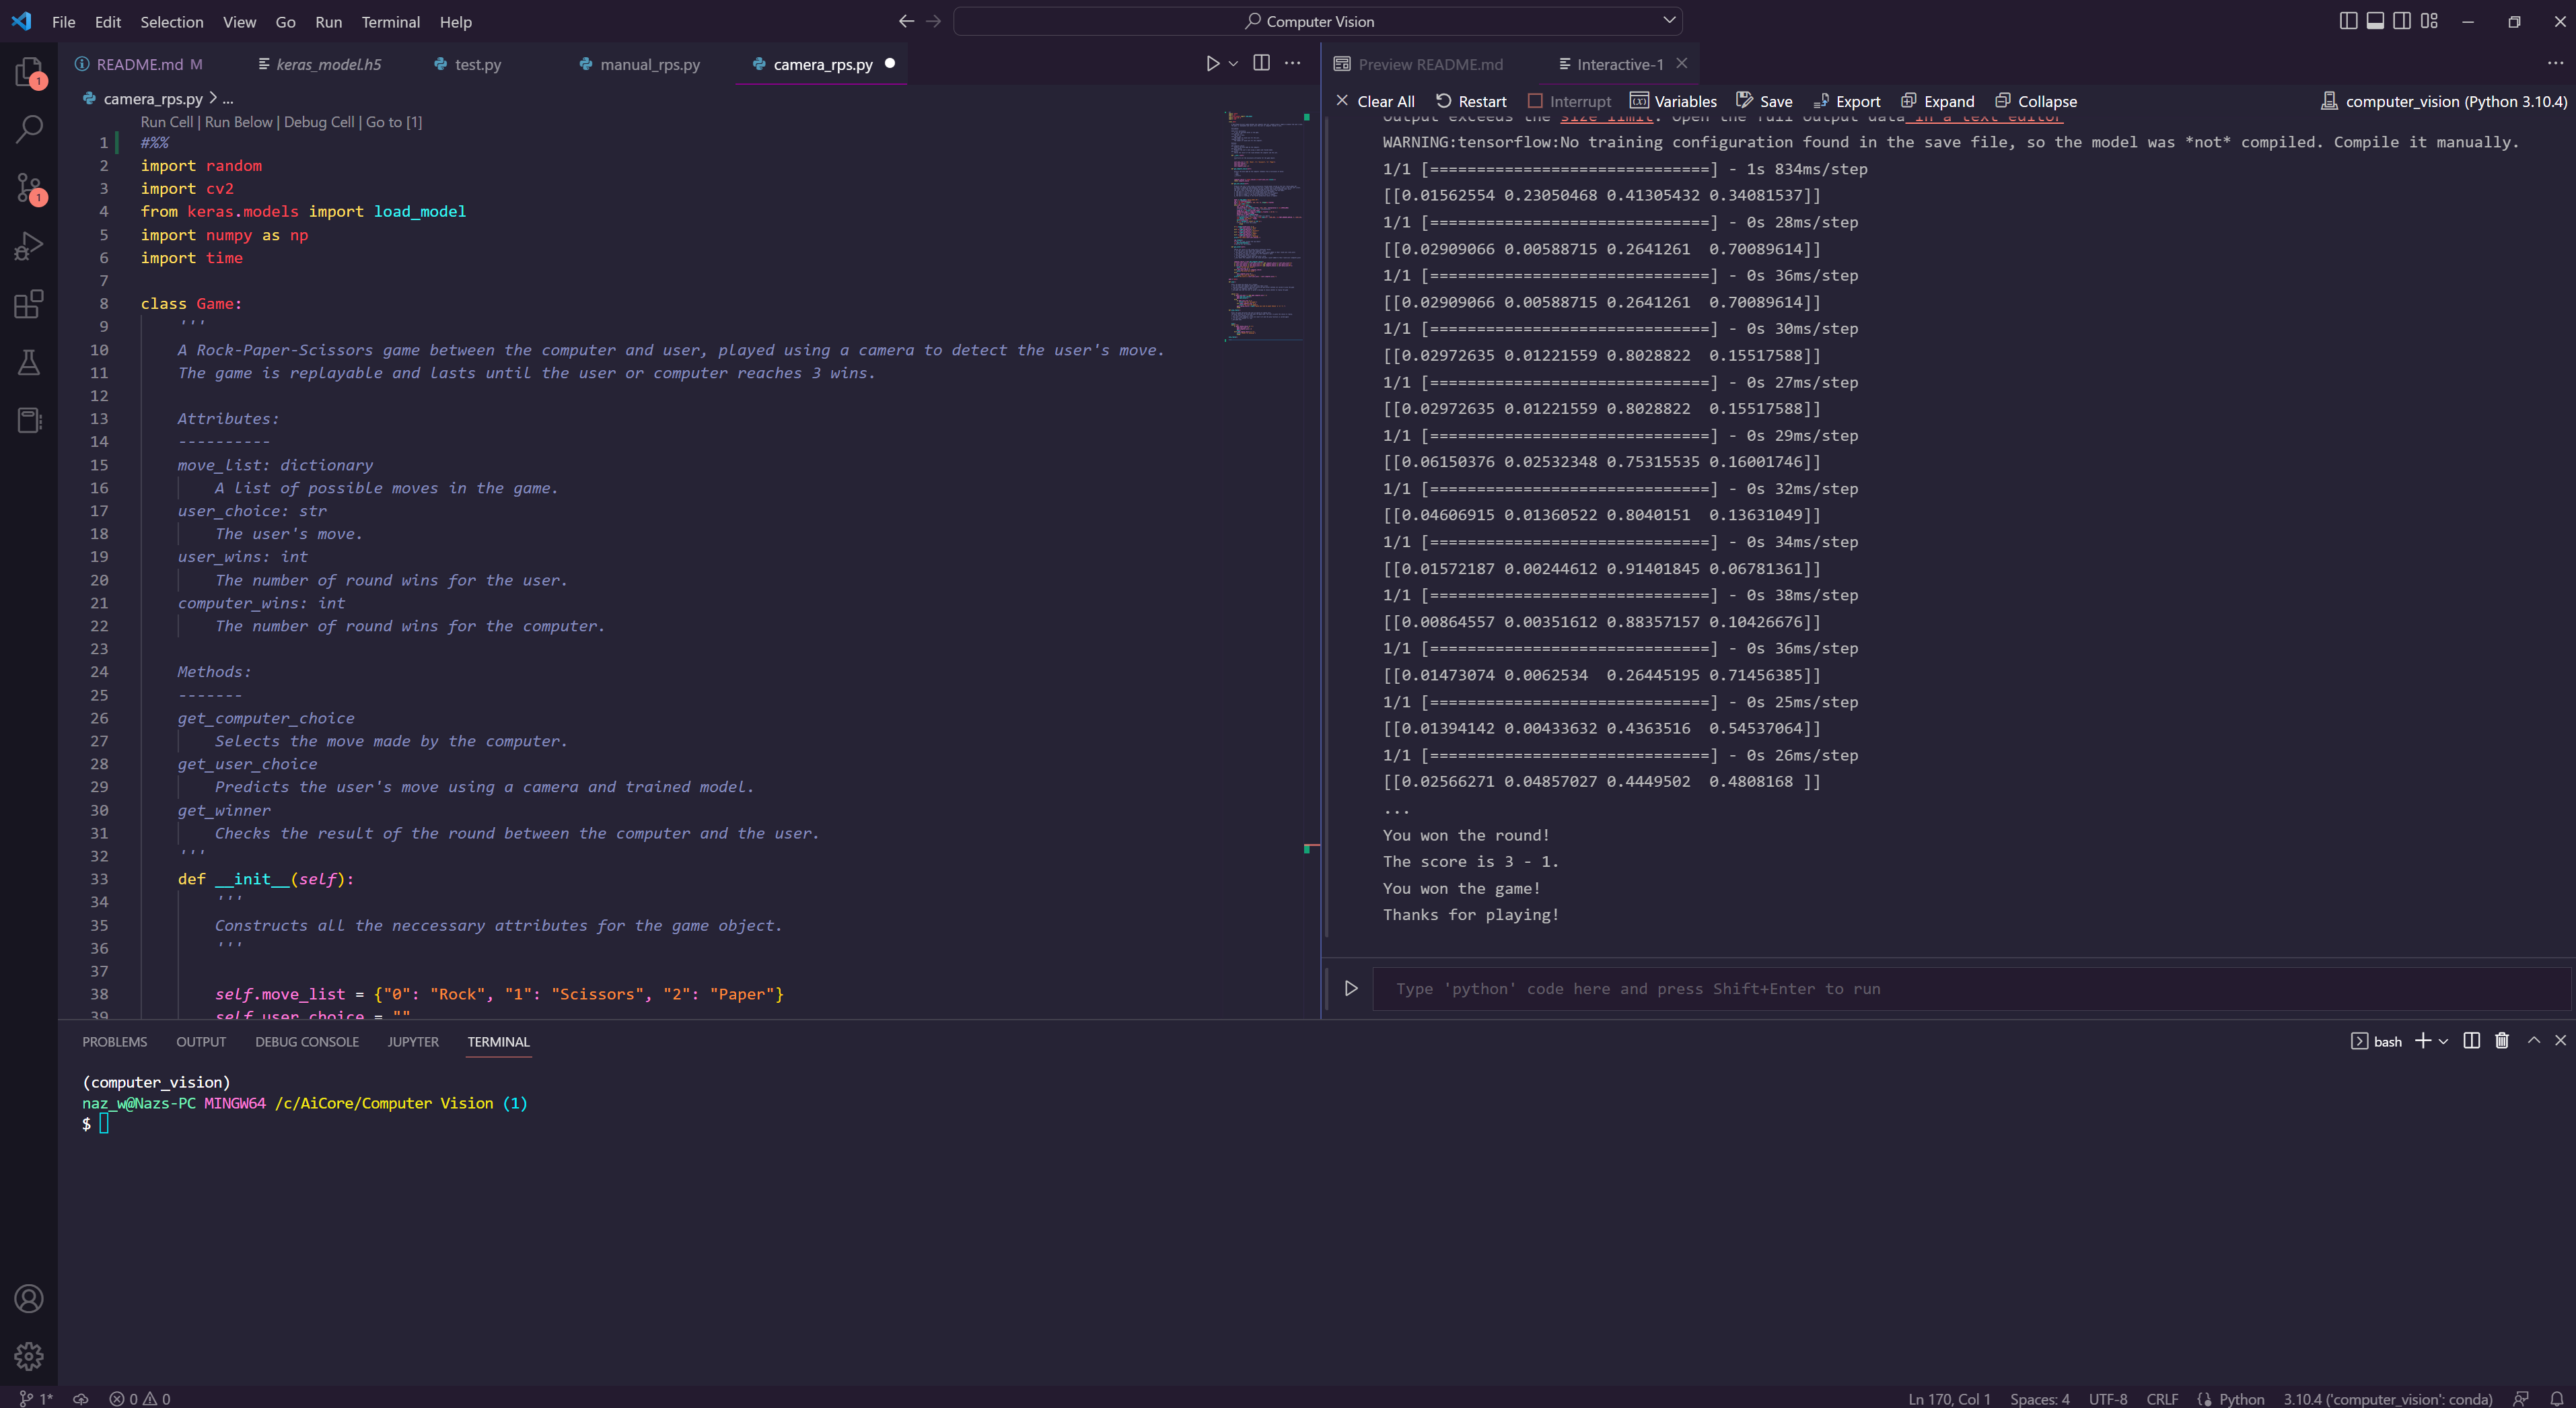 File Edit Selection View Go Run Terminal Help
Computer Vision
README.md M keras_model.h5 test.py manual_rps.py camera_rps.py
camera_rps.py > ...
Run Cell | Run Below | Debug Cell | Go to [1]
1 #%%
2 import random
3 import cv2
4 from keras.models import load_model
5 import numpy as np
6 import time
7
8 class Game:
9 '''
10 A Rock-Paper-Scissors game between the computer and user, played using a camera to detect the user's move.
11 The game is replayable and lasts until the user or computer reaches 3 wins.
12
13 Attributes:
14 ----------
15 move_list: dictionary
16 A list of possible moves in the game.
17 user_choice: str
18 The user's move.
19 user_wins: int
20 The number of round wins for the user.
21 computer_wins: int
22 The number of round wins for the computer.
23
24 Methods:
25 -------
26 get_computer_choice
27 Selects the move made by the computer.
28 get_user_choice
29 Predicts the user's move using a camera and trained model.
30 get_winner
31 Checks the result of the round between the computer and the user.
32 '''
33 def __init__(self):
34 '''
35 Constructs all the neccessary attributes for the game object.
36 '''
37
38 self.move_list = {"0": "Rock", "1": "Scissors", "2": "Paper"}
39 self.user_choice = ""
Preview README.md Interactive-1
Clear All Restart Interrupt Variables Save Export Expand Collapse computer_vision (Python 3.10.4)
Output exceeds the size limit. Open the full output data in a text editor
WARNING:tensorflow:No training configuration found in the save file, so the model was *not* compiled. Compile it manually.
1/1 [==============================] - 1s 834ms/step
[[0.01562554 0.23050468 0.41305432 0.34081537]]
1/1 [==============================] - 0s 28ms/step
[[0.02909066 0.00588715 0.2641261  0.70089614]]
1/1 [==============================] - 0s 36ms/step
[[0.02909066 0.00588715 0.2641261  0.70089614]]
1/1 [==============================] - 0s 30ms/step
[[0.02972635 0.01221559 0.8028822  0.15517588]]
1/1 [==============================] - 0s 27ms/step
[[0.02972635 0.01221559 0.8028822  0.15517588]]
1/1 [==============================] - 0s 29ms/step
[[0.06150376 0.02532348 0.75315535 0.16001746]]
1/1 [==============================] - 0s 32ms/step
[[0.04606915 0.01360522 0.8040151  0.13631049]]
1/1 [==============================] - 0s 34ms/step
[[0.01572187 0.00244612 0.91401845 0.06781361]]
1/1 [==============================] - 0s 38ms/step
[[0.00864557 0.00351612 0.88357157 0.10426676]]
1/1 [==============================] - 0s 36ms/step
[[0.01473074 0.0062534  0.26445195 0.71456385]]
1/1 [==============================] - 0s 25ms/step
[[0.01394142 0.00433632 0.4363516  0.54537064]]
1/1 [==============================] - 0s 26ms/step
[[0.02566271 0.04857027 0.4449502  0.4808168 ]]
...
You won the round!
The score is 3 - 1.
You won the game!
Thanks for playing!
Type 'python' code here and press Shift+Enter to run
PROBLEMS OUTPUT DEBUG CONSOLE JUPYTER TERMINAL bash
(computer_vision)
naz_w@Nazs-PC MINGW64 /c/AiCore/Computer Vision (1)
$
1* 0 0 Ln 170, Col 1 Spaces: 4 UTF-8 CRLF Python 3.10.4 ('computer_vision': conda)